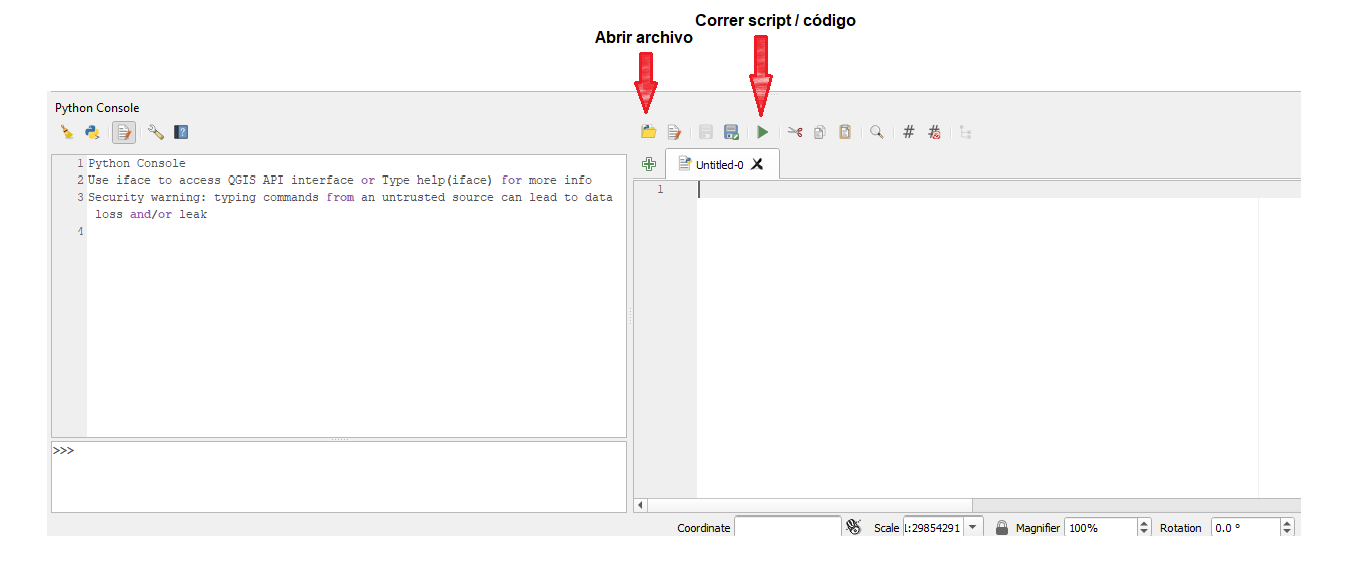 Correr script / código
Abrir archivo
Python Console
1 Python Console
2 Use iface to access QGIS API interface or Type help(iface) for more info
3 Security warning: typing commands from an untrusted source can lead to data
loss and/or leak
4
>>>
Untitled-0
1
Coordinate
Scale 1:29854291
Magnifier 100%
Rotation 0.0 °